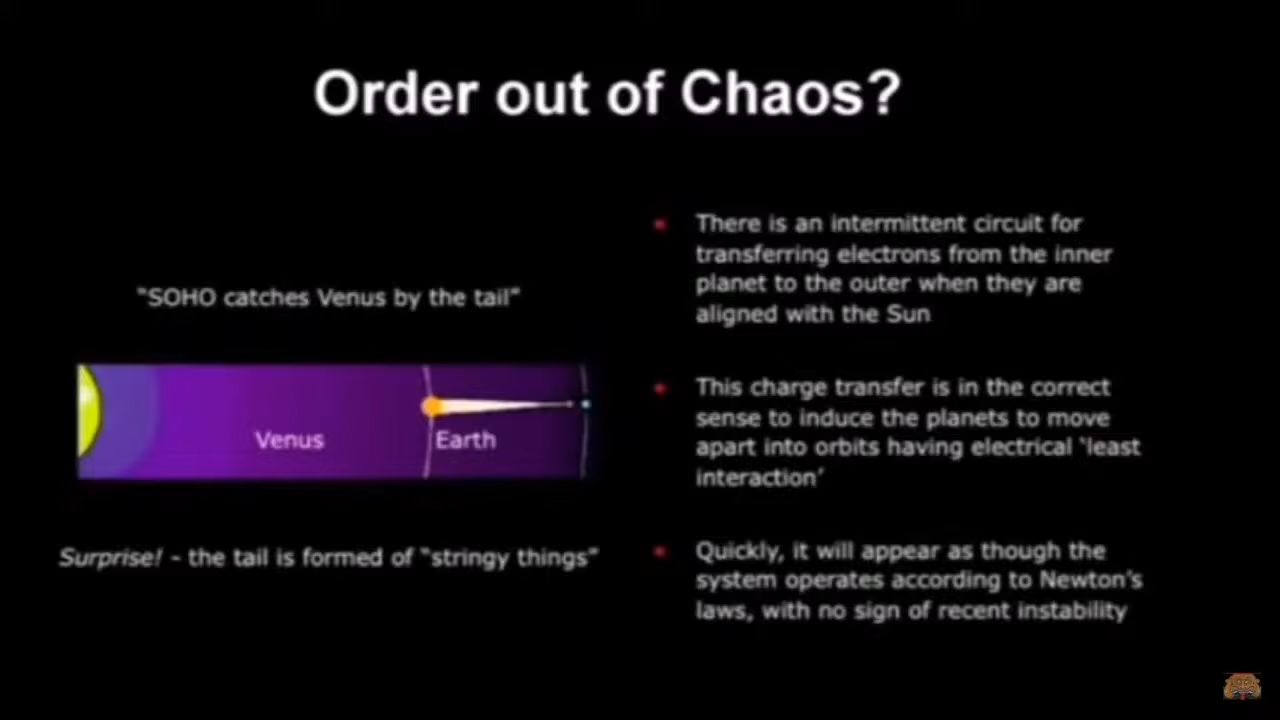 Order out of Chaos?
"SOHO catches Venus by the tail"
Venus
Earth
Surprise! - the tail is formed of "stringy things"
There is an intermittent circuit for
transferring electrons from the inner
planet to the outer when they are
aligned with the Sun
This charge transfer is in the correct
sense to induce the planets to move
apart into orbits having electrical 'least
interaction'
Quickly, it will appear as though the
system operates according to Newton's
laws, with no sign of recent instability